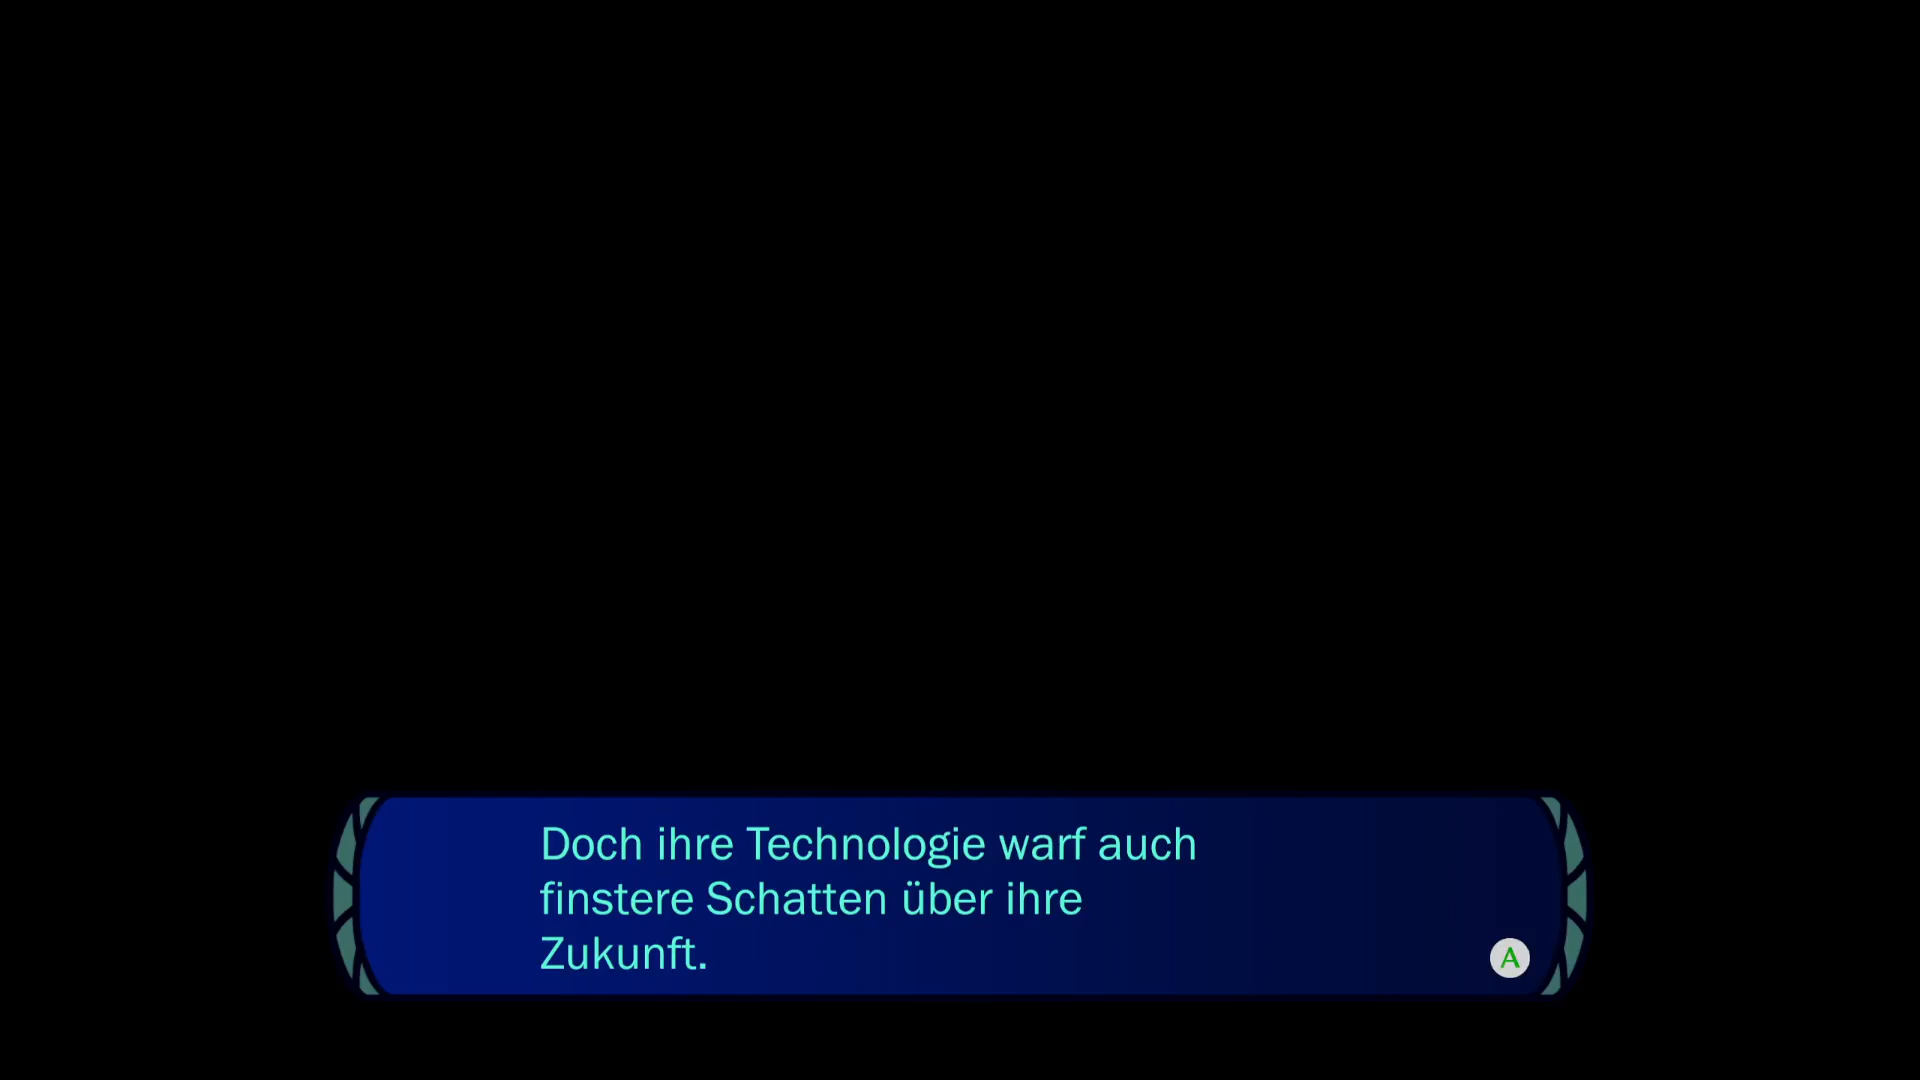 Doch ihre Technologie warf auch
finstere Schatten über ihre
Zukunft.
A